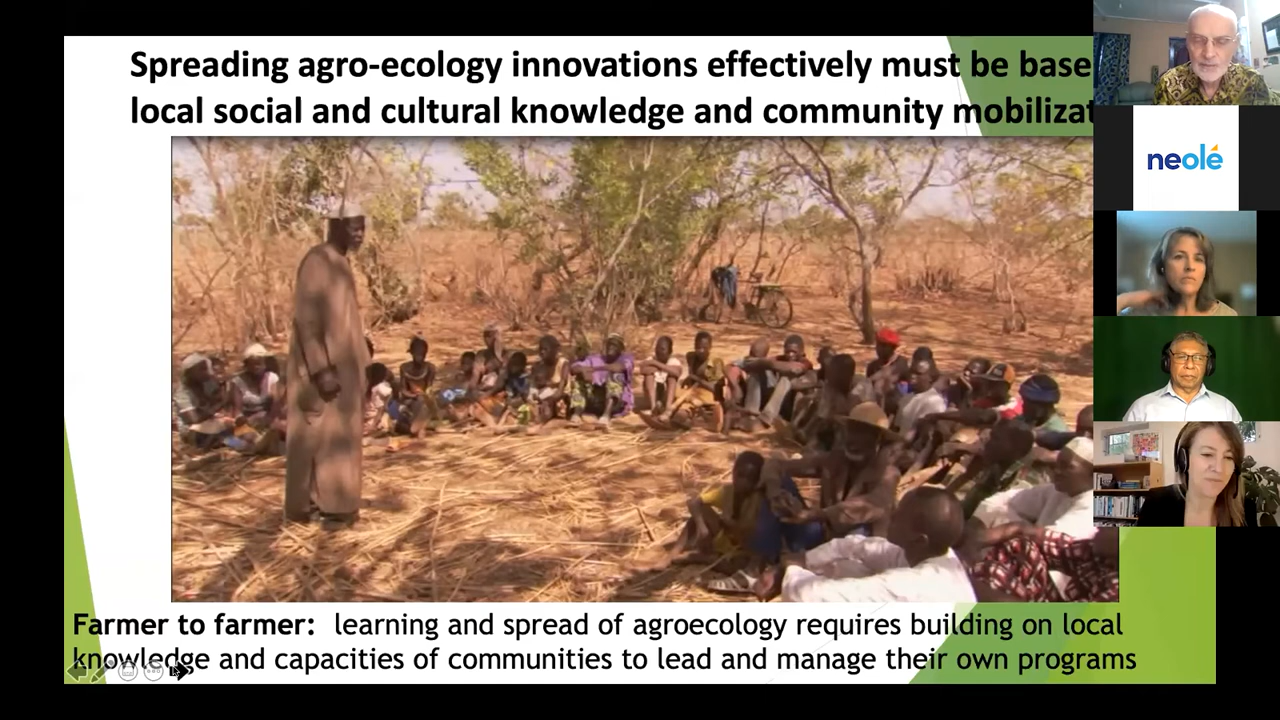 Spreading agro-ecology innovations effectively must be base
local social and cultural knowledge and community mobilizat
neolé
Farmer to farmer: learning and spread of agroecology requires building on local
knowledge and capacities of communities to lead and manage their own programs